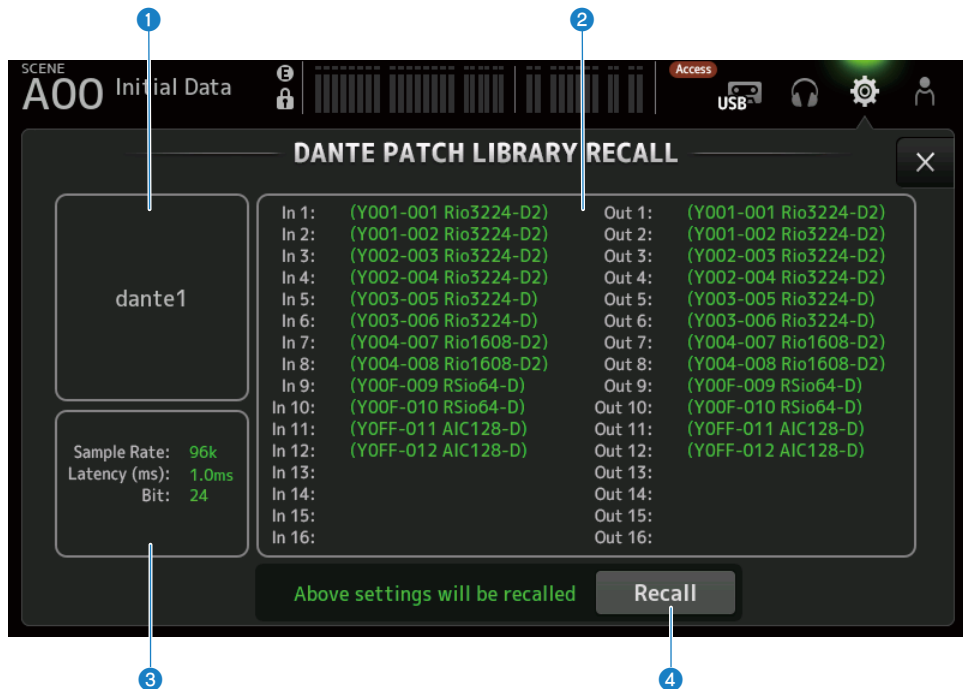 1
2
SCENE
A00 Initial Data
E
Access
USB
DANTE PATCH LIBRARY RECALL
dante1
Sample Rate: 96k
Latency (ms): 1.0ms
Bit: 24
In 1: (Y001-001 Rio3224-D2) Out 1: (Y001-001 Rio3224-D2)
In 2: (Y001-002 Rio3224-D2) Out 2: (Y001-002 Rio3224-D2)
In 3: (Y002-003 Rio3224-D2) Out 3: (Y002-003 Rio3224-D2)
In 4: (Y002-004 Rio3224-D2) Out 4: (Y002-004 Rio3224-D2)
In 5: (Y003-005 Rio3224-D) Out 5: (Y003-005 Rio3224-D)
In 6: (Y003-006 Rio3224-D) Out 6: (Y003-006 Rio3224-D)
In 7: (Y004-007 Rio1608-D2) Out 7: (Y004-007 Rio1608-D2)
In 8: (Y004-008 Rio1608-D2) Out 8: (Y004-008 Rio1608-D2)
In 9: (Y00F-009 RSio64-D) Out 9: (Y00F-009 RSio64-D)
In 10: (Y00F-010 RSio64-D) Out 10: (Y00F-010 RSio64-D)
In 11: (Y0FF-011 AIC128-D) Out 11: (Y0FF-011 AIC128-D)
In 12: (Y0FF-012 AIC128-D) Out 12: (Y0FF-012 AIC128-D)
In 13: Out 13:
In 14: Out 14:
In 15: Out 15:
In 16: Out 16:
Above settings will be recalled Recall
3
4